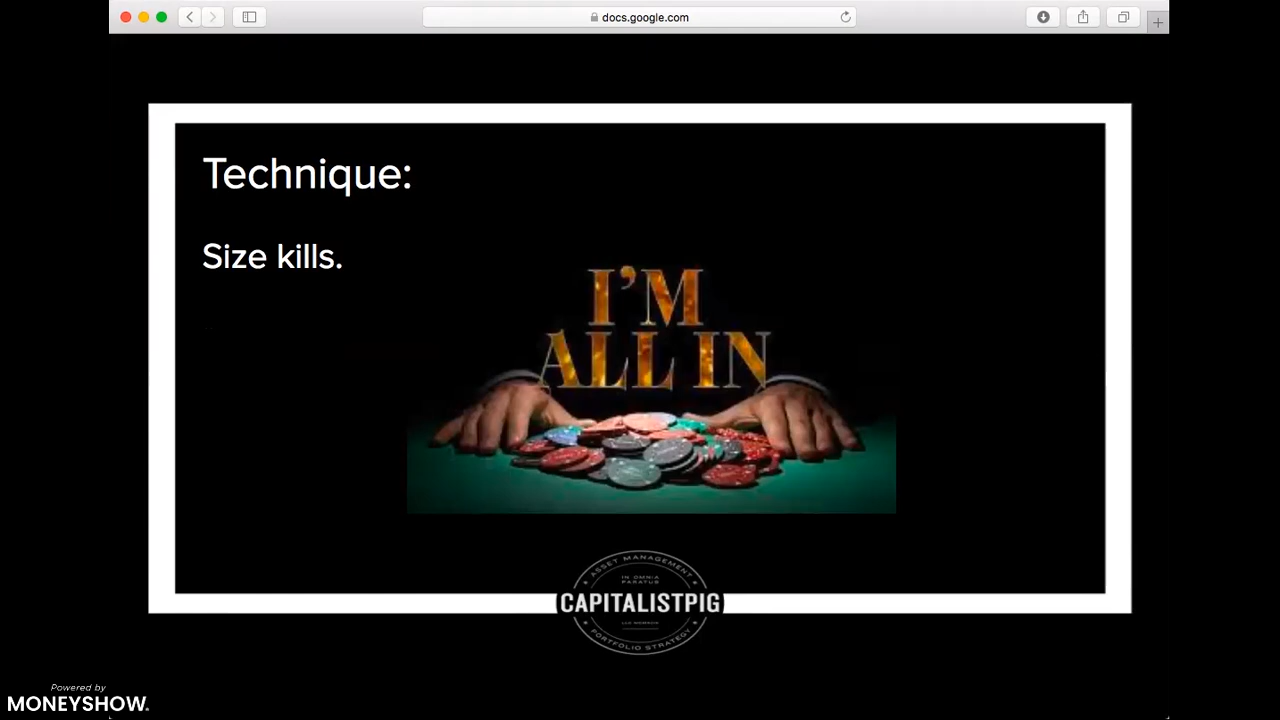 docs.google.com
Technique:
Size kills.
I'M
ALL IN
ASSET MANAGEMENT
IN OMNIA
PARATUS
CAPITALISTPIG
PORTFOLIO STRATEGY
Powered by
MONEYSHOW.